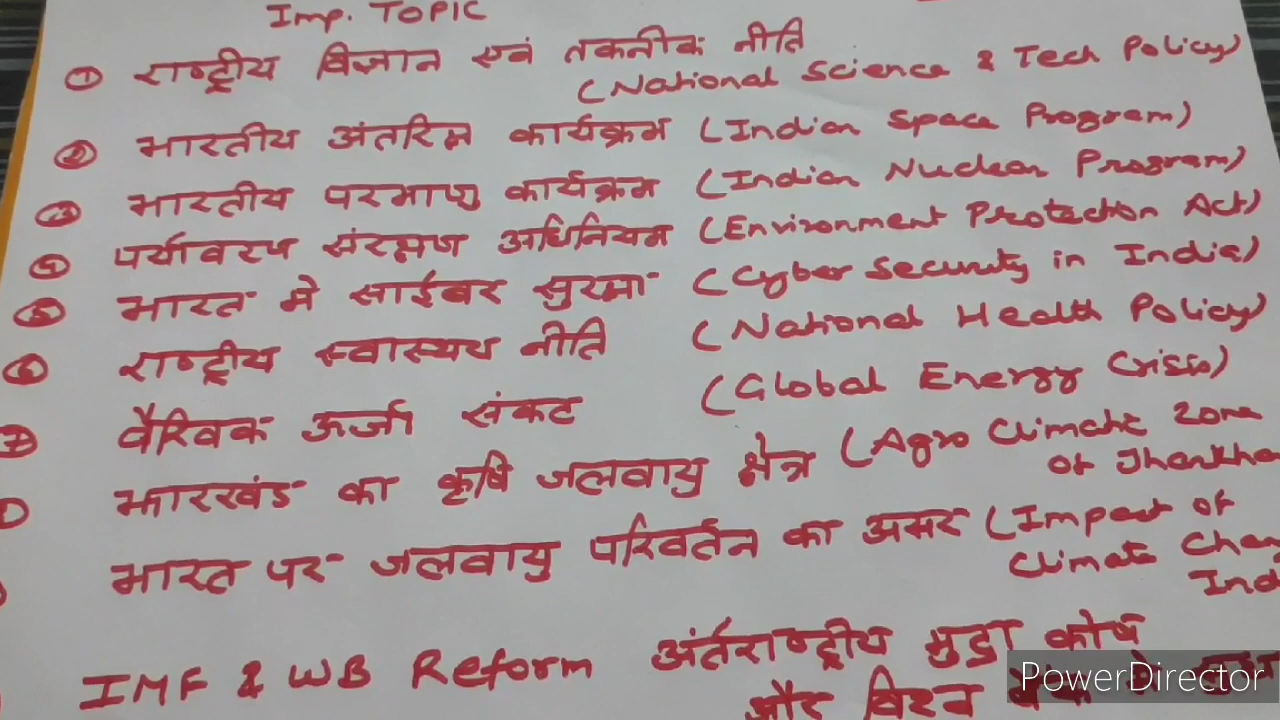 Imp. TOPIC
① राष्ट्रीय विज्ञान एवं तकनीक नीति
(National Science & Tech Policy)
② भारतीय अंतरिक्ष कार्यक्रम (Indian Space Program)
③ भारतीय परमाणु कार्यक्रम (Indian Nuclear Program)
④ पर्यावरण संरक्षण अधिनियम (Environment Protection Act)
⑤ भारत मे साईबर सुरक्षा (Cyber Security in India)
⑥ राष्ट्रीय स्वास्थ्य नीति (National Health Policy)
⑦ वैश्विक ऊर्जा संकट (Global Energy Crisis)
झारखंड का कृषि जलवायु क्षेत्र (Agro Climatic Zone
of Jharkha
भारत पर जलवायु परिवर्तन का असर (Impact of
Climate Chan
Ind
IMF & WB Reform अंर्तराष्ट्रीय मुद्रा कोष
और विश्व बैंक
PowerDirector